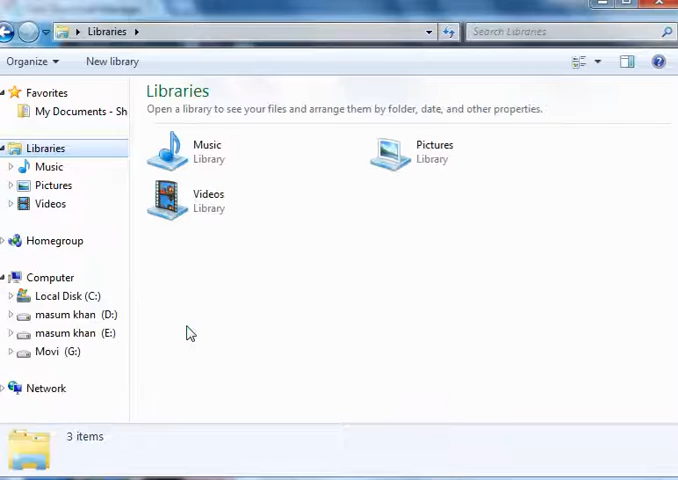 Libraries
Search Libraries
Organize
New library
Favorites
My Documents - Sh
Libraries
Music
Pictures
Videos
Homegroup
Computer
Local Disk (C:)
masum khan (D:)
masum khan (E:)
Movi (G:)
Network
Libraries
Open a library to see your files and arrange them by folder, date, and other properties.
Music
Library
Pictures
Library
Videos
Library
3 items